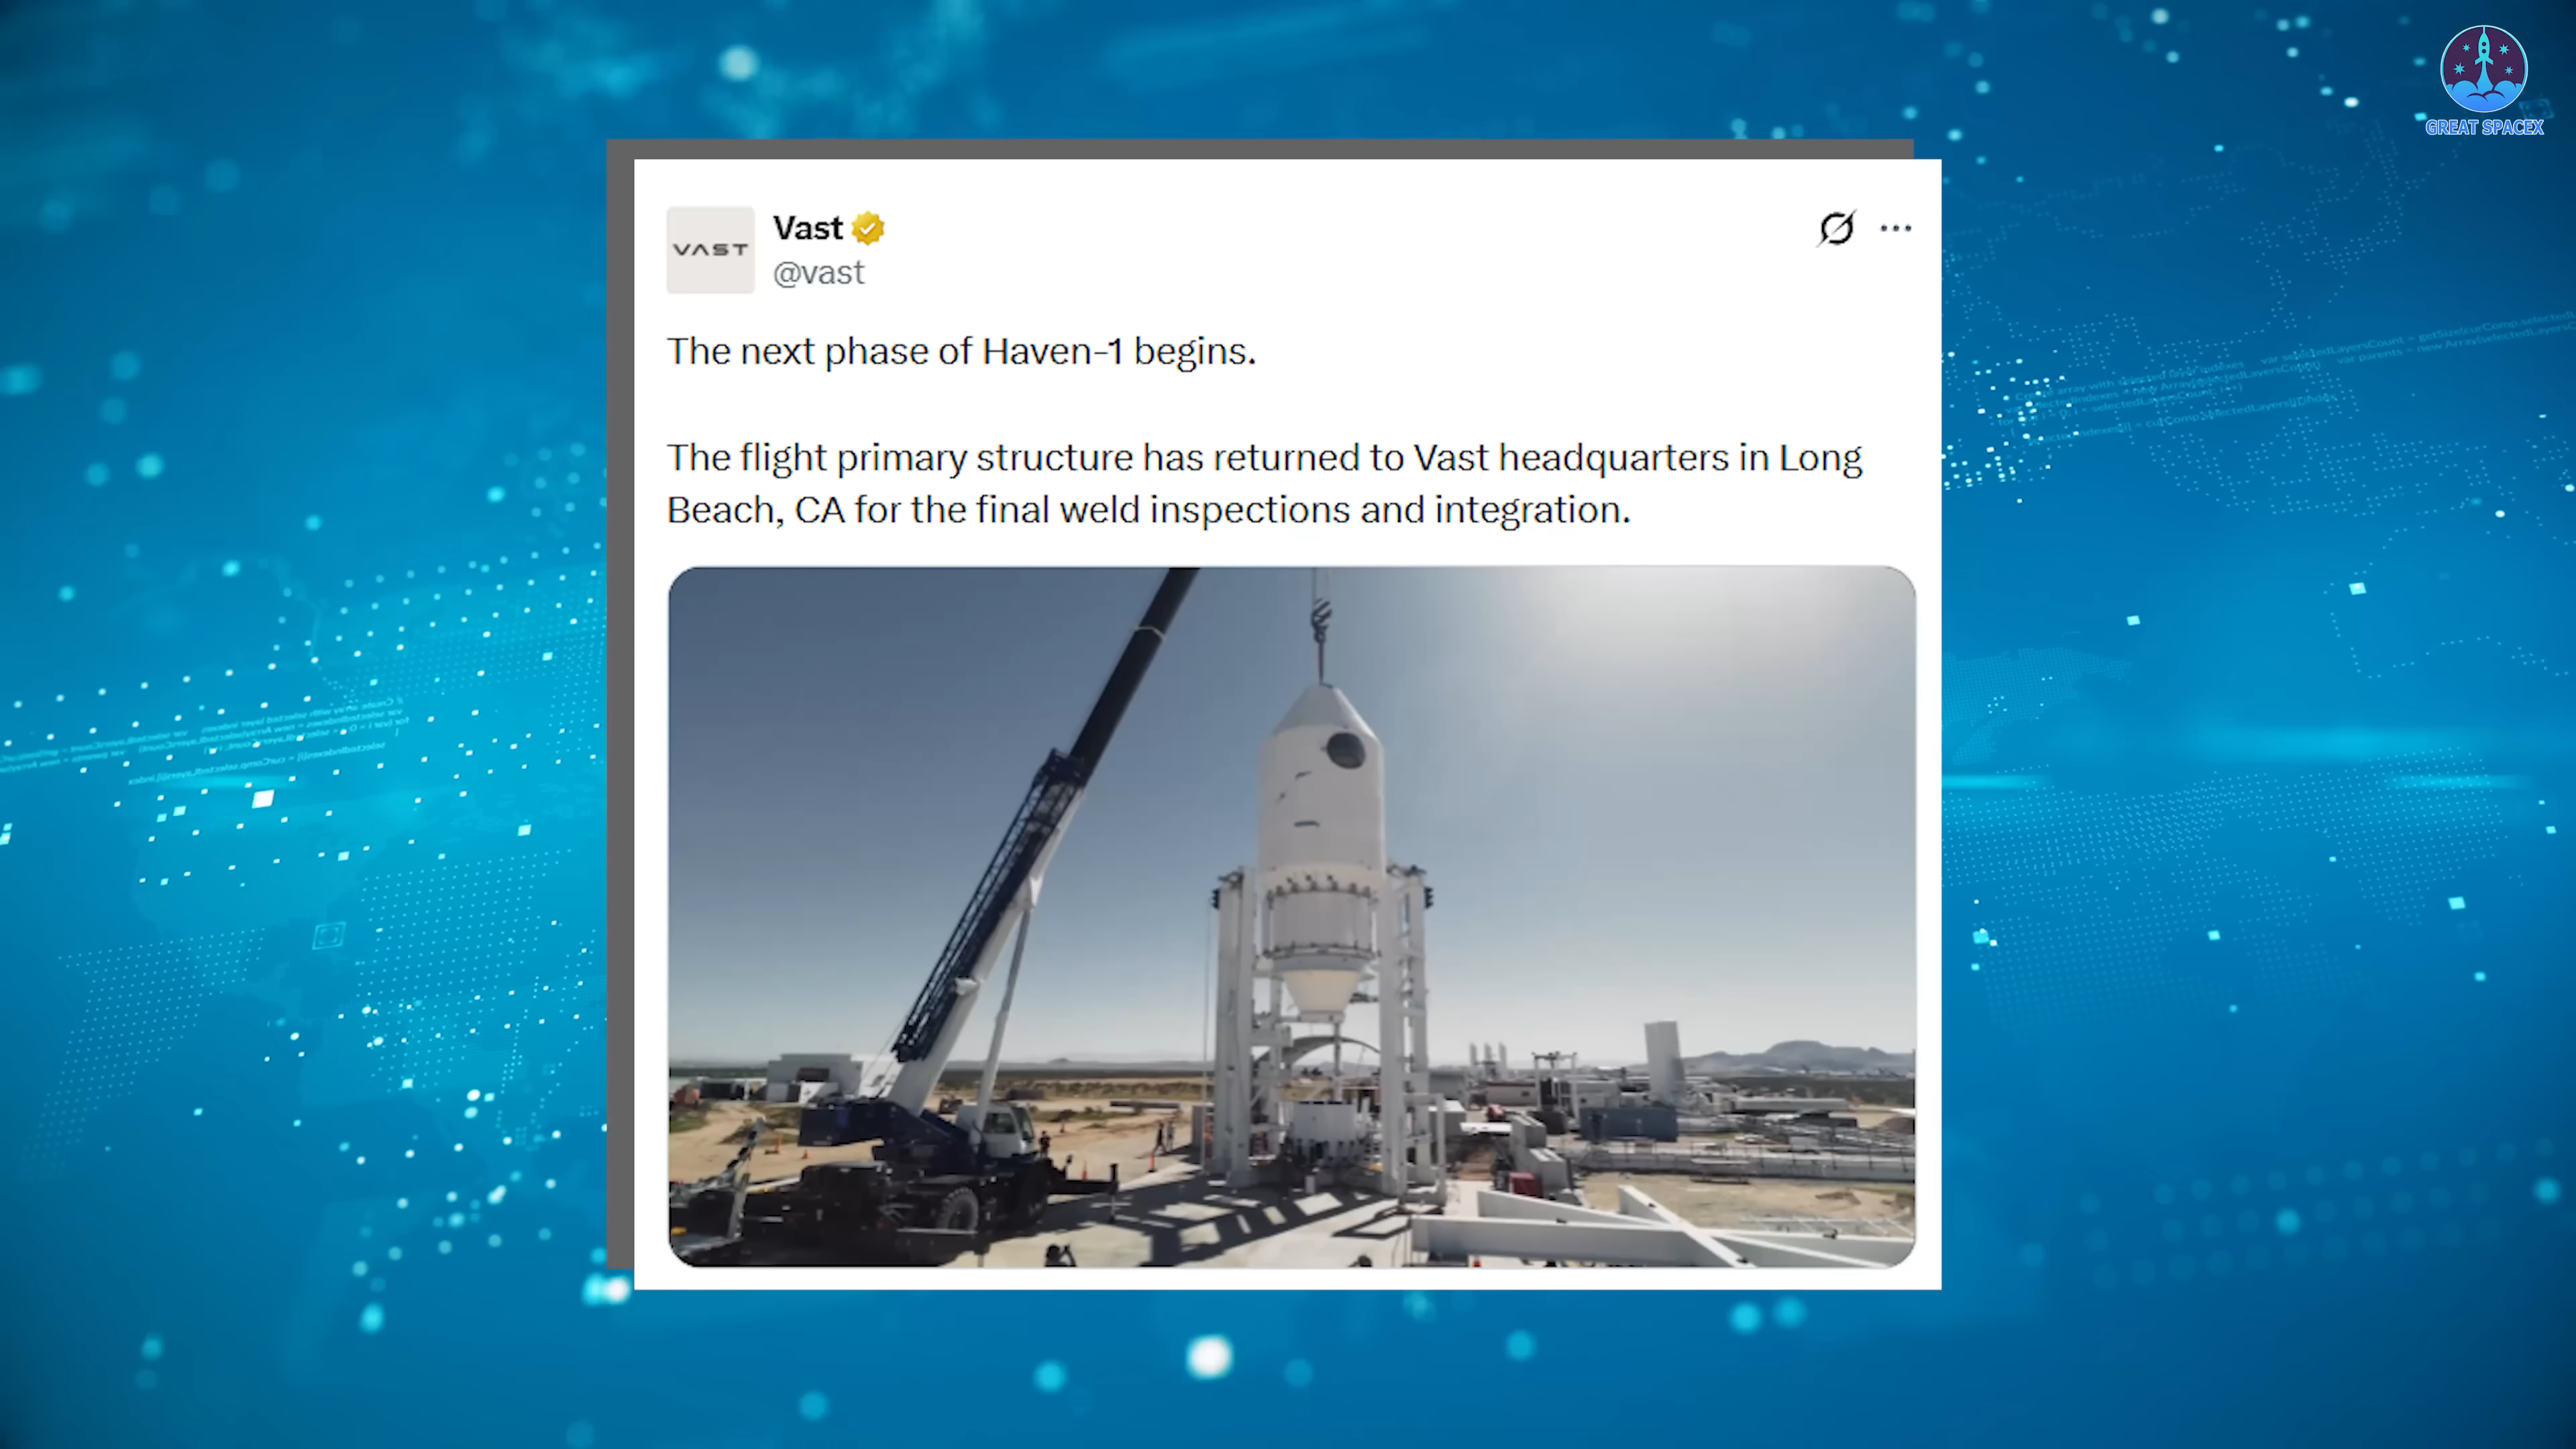 GREAT SPACEX
VAST
Vast
@vast
The next phase of Haven-1 begins.
The flight primary structure has returned to Vast headquarters in Long
Beach, CA for the final weld inspections and integration.